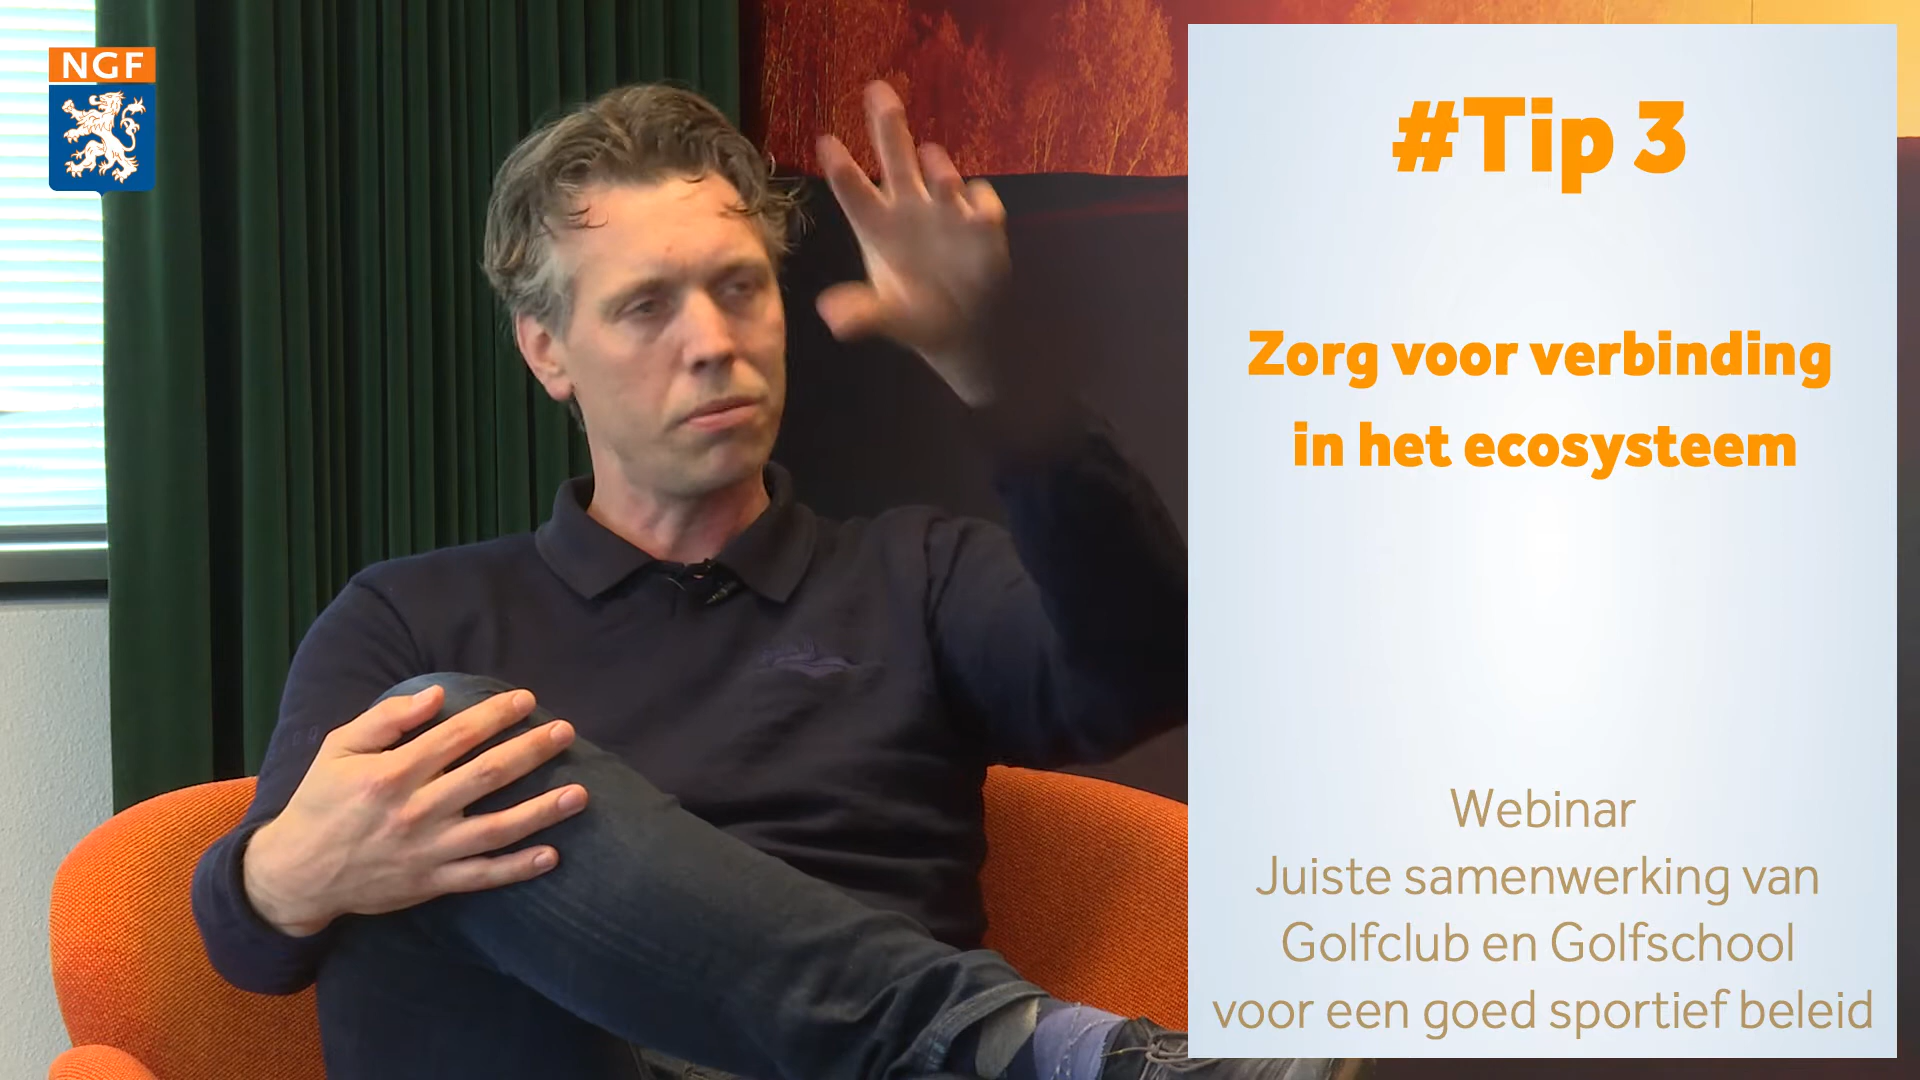 NGF
#Tip 3
Zorg voor verbinding
in het ecosysteem
Webinar
Juiste samenwerking van
Golfclub en Golfschool
voor een goed sportief beleid